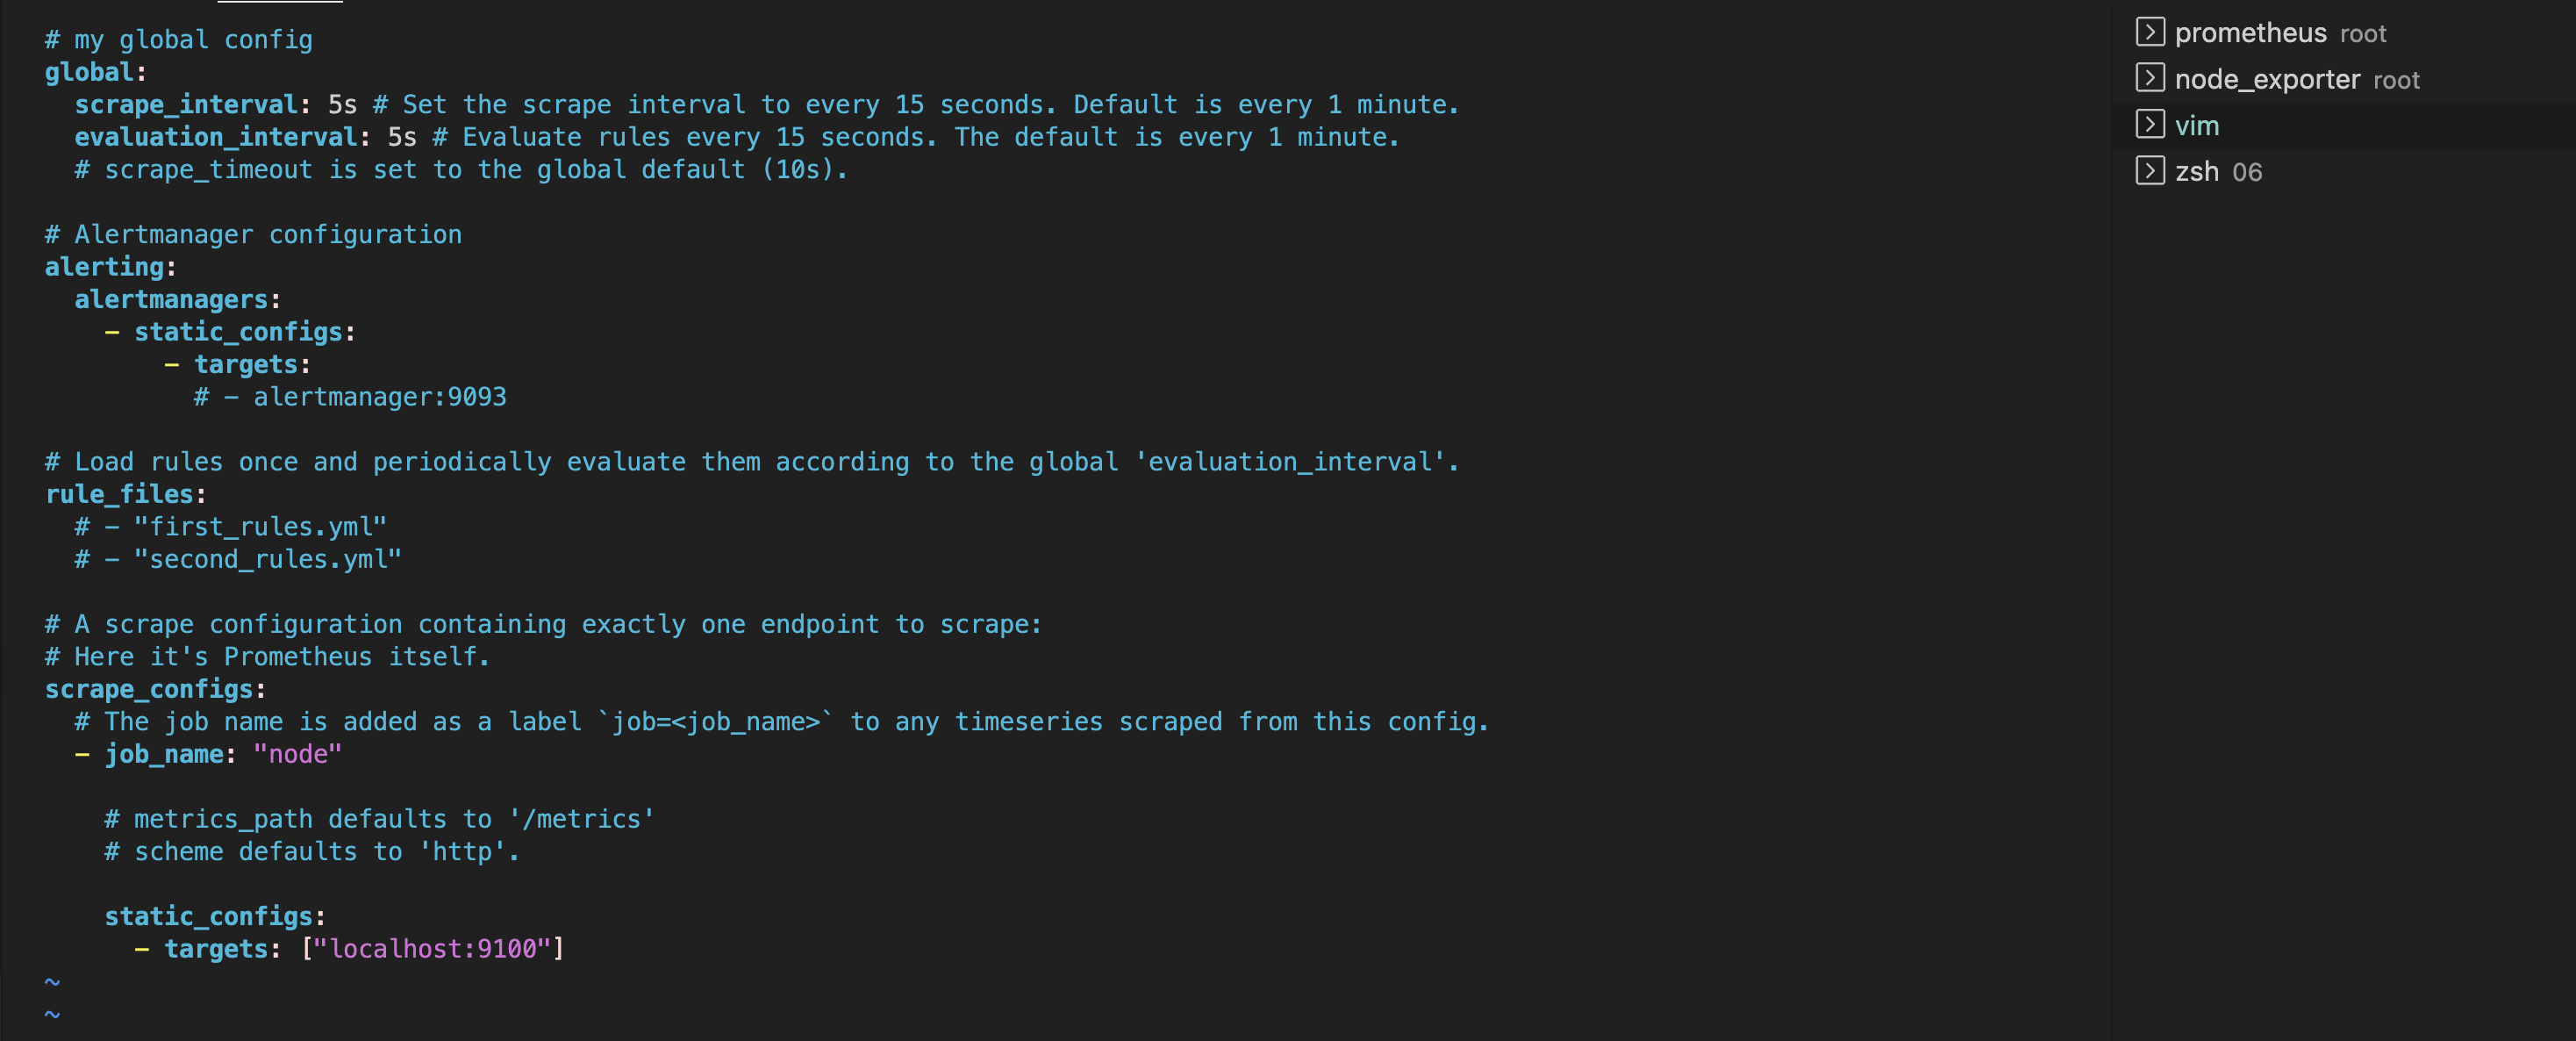 # my global config
global:
  scrape_interval: 5s # Set the scrape interval to every 15 seconds. Default is every 1 minute.
  evaluation_interval: 5s # Evaluate rules every 15 seconds. The default is every 1 minute.
  # scrape_timeout is set to the global default (10s).

# Alertmanager configuration
alerting:
  alertmanagers:
    - static_configs:
        - targets:
          # - alertmanager:9093

# Load rules once and periodically evaluate them according to the global 'evaluation_interval'.
rule_files:
  # - "first_rules.yml"
  # - "second_rules.yml"

# A scrape configuration containing exactly one endpoint to scrape:
# Here it's Prometheus itself.
scrape_configs:
  # The job name is added as a label `job=<job_name>` to any timeseries scraped from this config.
  - job_name: "node"

    # metrics_path defaults to '/metrics'
    # scheme defaults to 'http'.

    static_configs:
      - targets: ["localhost:9100"]
~
~
prometheus root
node_exporter root
vim
zsh 06